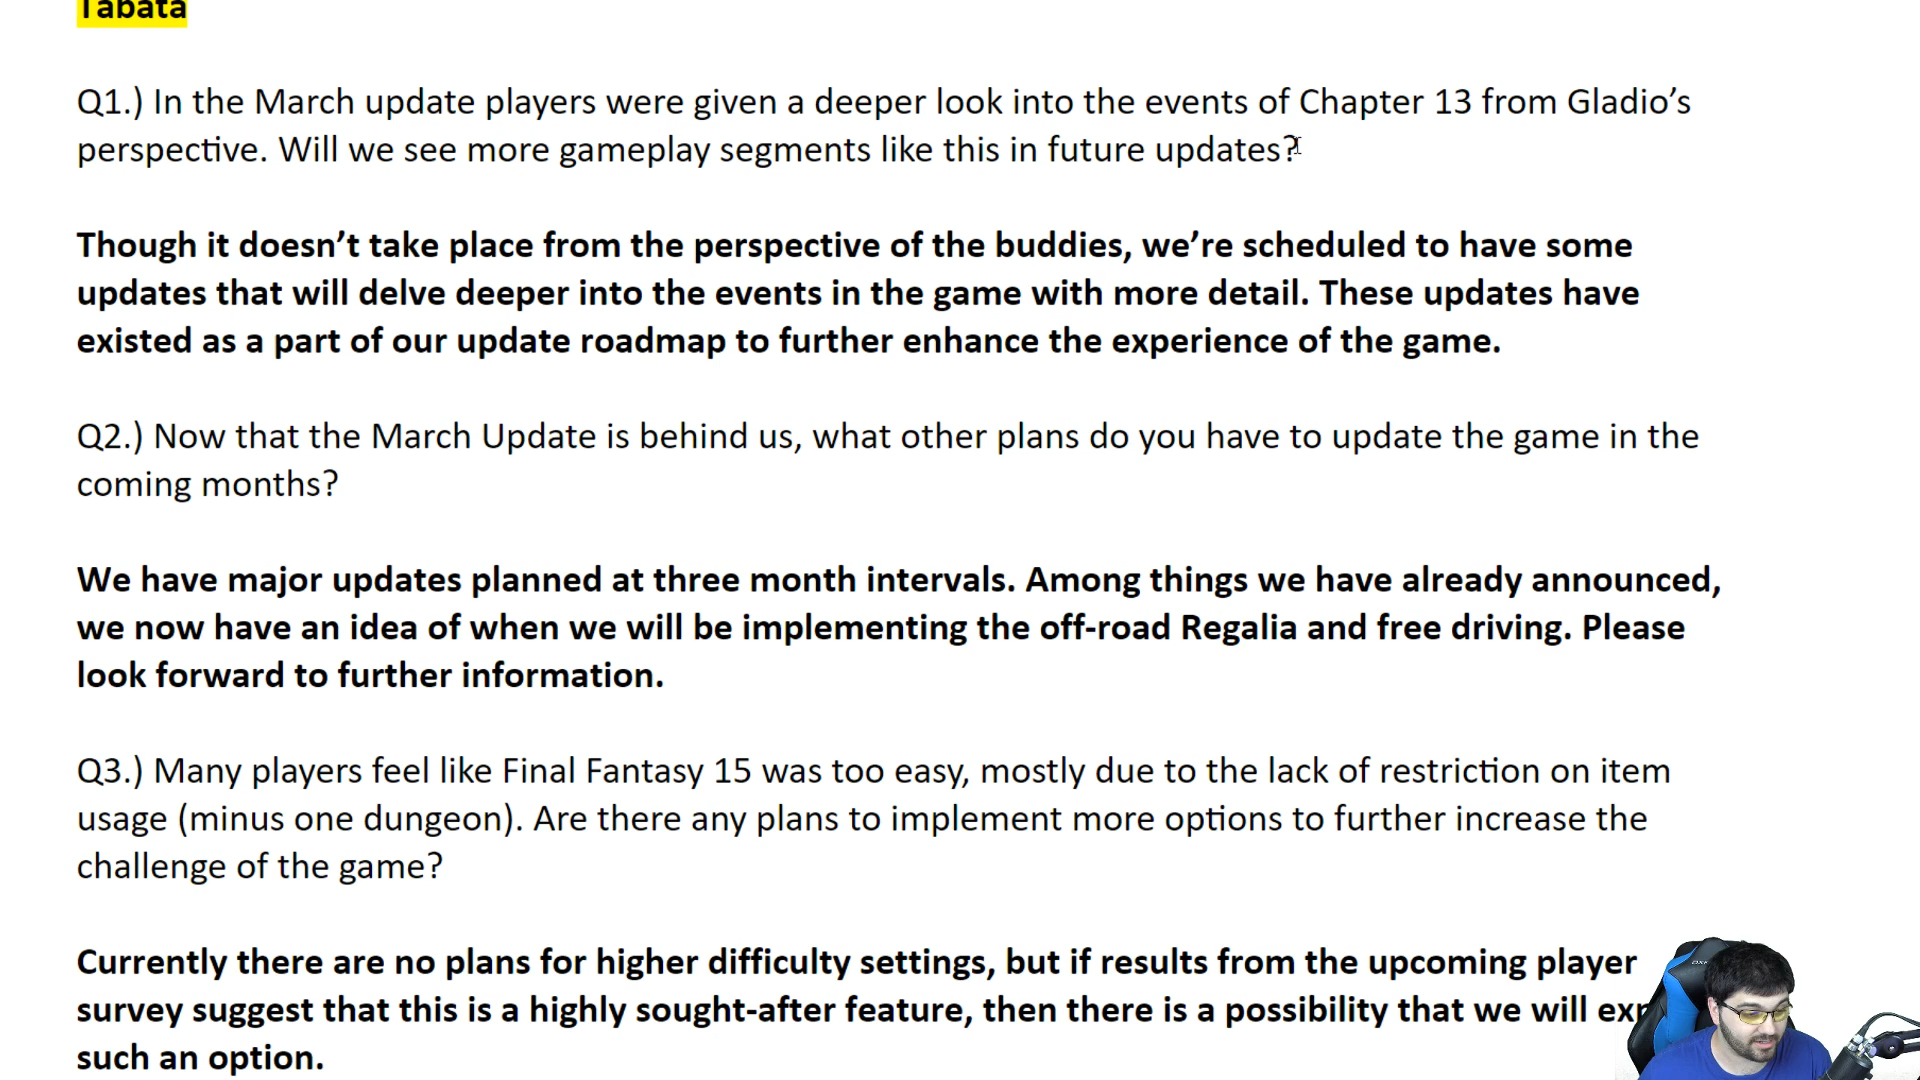 Tabata
Q1.) In the March update players were given a deeper look into the events of Chapter 13 from Gladio’s
perspective. Will we see more gameplay segments like this in future updates?
Though it doesn’t take place from the perspective of the buddies, we’re scheduled to have some
updates that will delve deeper into the events in the game with more detail. These updates have
existed as a part of our update roadmap to further enhance the experience of the game.
Q2.) Now that the March Update is behind us, what other plans do you have to update the game in the
coming months?
We have major updates planned at three month intervals. Among things we have already announced,
we now have an idea of when we will be implementing the off-road Regalia and free driving. Please
look forward to further information.
Q3.) Many players feel like Final Fantasy 15 was too easy, mostly due to the lack of restriction on item
usage (minus one dungeon). Are there any plans to implement more options to further increase the
challenge of the game?
Currently there are no plans for higher difficulty settings, but if results from the upcoming player
survey suggest that this is a highly sought-after feature, then there is a possibility that we will
such an option.